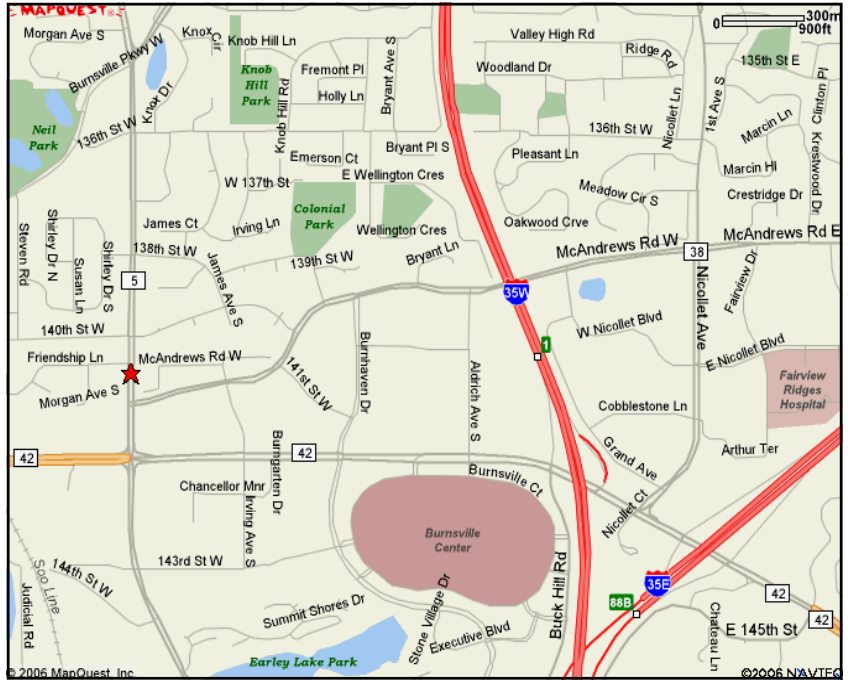 MAPQUEST
0
300m
900ft
Morgan Ave S
Burnsville Pkwy W
Knox Cir
Knob Hill Ln
Valley High Rd
Ridge Rd
135th St E
Fremont Pl
Bryant Ave S
Woodland Dr
Knob
Hill
Park
Knob Hill Rd
Holly Ln
Knox Dr
Nicollet Ln
1st Ave S
Clinton Pl
Neil
Park
136th St W
136th St W
Marcin Ln
Crestwood Dr
Emerson Ct
Bryant Pl S
Pleasant Ln
Marcin Hl
W 137th St
E Wellington Cres
Meadow Cir S
Crestridge Dr
Colonial
Park
James Ct
Irving Ln
Wellington Cres
Oakwood Crve
McAndrews Rd W
McAndrews Rd E
Steven Rd
Shirley Dr N
Susan Ln
Shirley Dr S
138th St W
James Ave S
139th St W
Bryant Ln
38
5
35W
Nicollet Ave
Fairview Dr
140th St W
W Nicollet Blvd
1
E Nicollet Blvd
Friendship Ln
McAndrews Rd W
141st St W
Burnhaven Dr
Aldrich Ave S
Fairview
Ridges
Hospital
Morgan Ave S
Cobblestone Ln
42
42
Burngarten Dr
Grand Ave
Arthur Ter
Chancellor Mnr
Irving Ave S
Burnsville Ct
Nicollet Ct
Burnsville
Center
143rd St W
144th St W
Soo Line
Judicial Rd
Buck Hill Rd
35E
88B
42
42
Summit Shores Dr
Stone Village Dr
Executive Blvd
Chateau Ln
E 145th St
Earley Lake Park
© 2006 MapQuest, Inc.
©2006 NAVTEQ